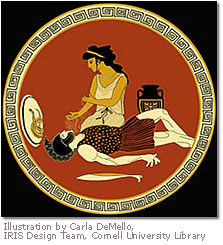 Illustration by Carla DeMello,
IRIS Design Team, Cornell University Library